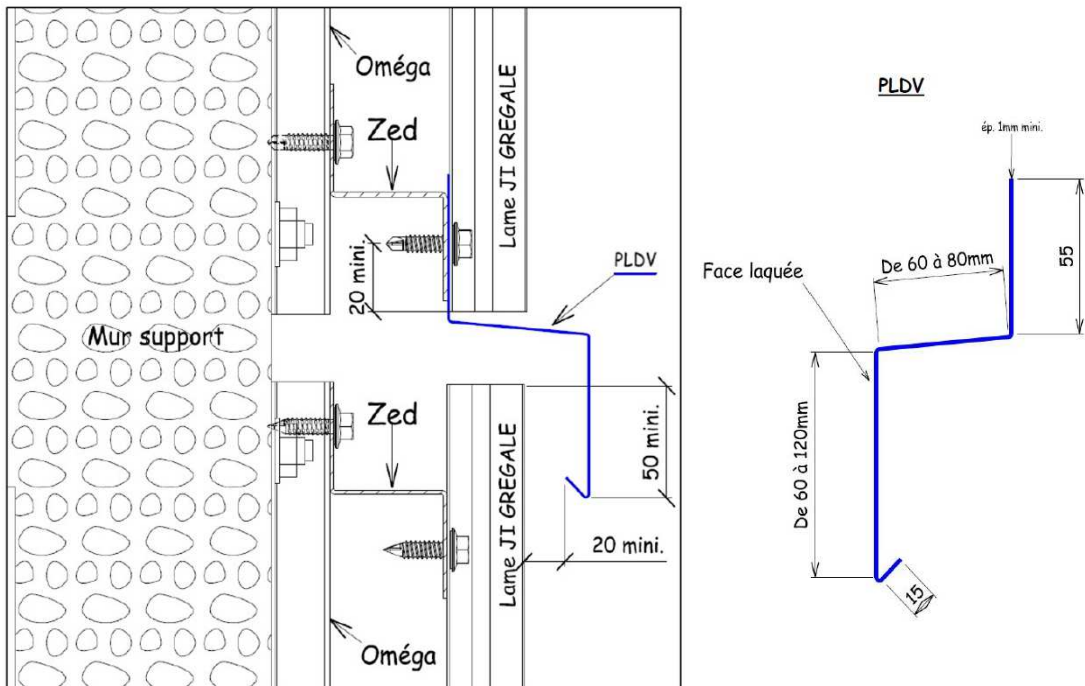 Oméga
Zed
Lame JI GREGALE
20 mini.
PLDV
Mur support
Zed
50 mini.
Lame JI GREGALE
20 mini.
Oméga
PLDV
ép. 1mm mini.
55
De 60 à 80mm
Face laquée
De 60 à 120mm
15